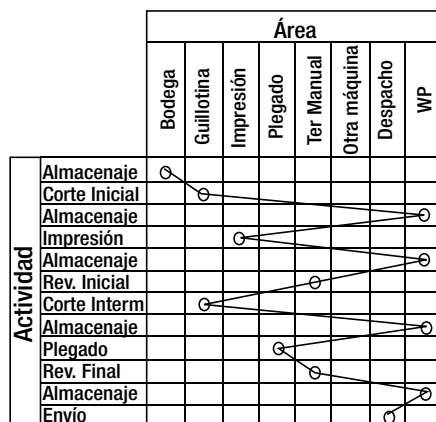 Área
Bodega
Guillotina
Impresión
Plegado
Ter Manual
Otra máquina
Despacho
WP
Actividad
Almacenaje
Corte Inicial
Almacenaje
Impresión
Almacenaje
Rev. Inicial
Corte Interm
Almacenaje
Plegado
Rev. Final
Almacenaje
Envío